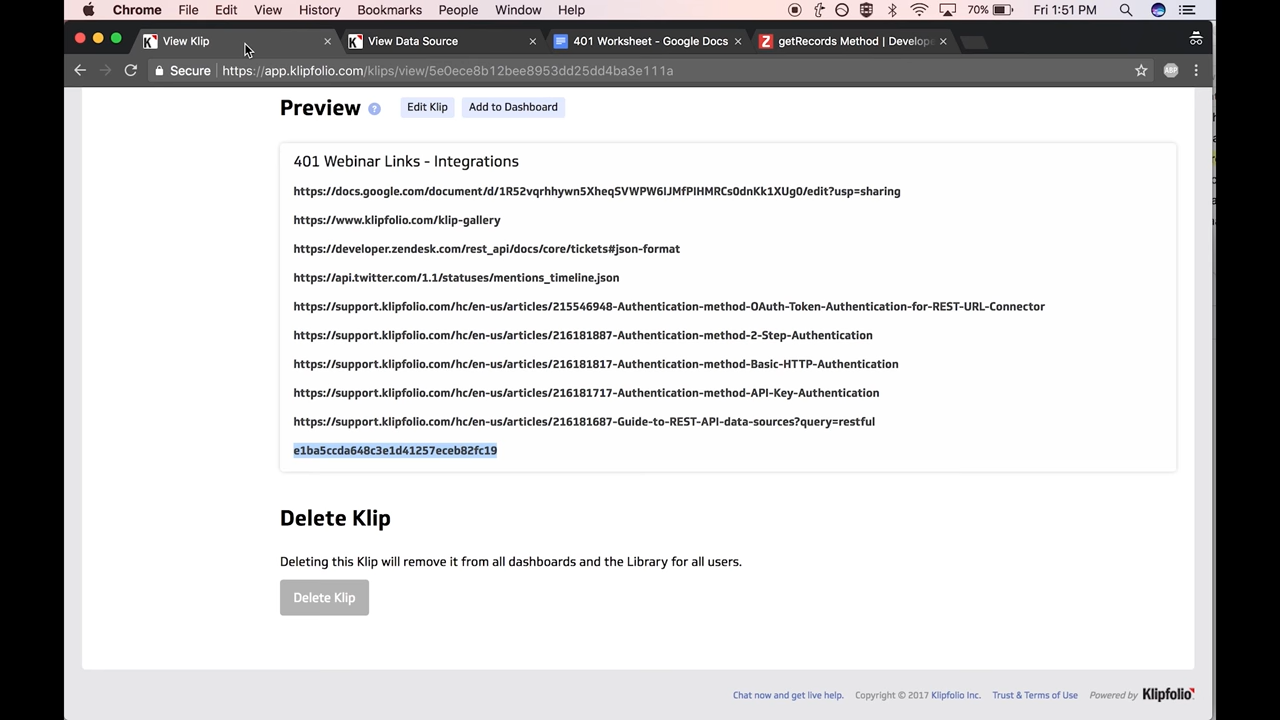 Chrome File Edit View History Bookmarks People Window Help 70% Fri 1:51 PM
View Klip View Data Source 401 Worksheet - Google Docs getRecords Method | Develope
Secure https://app.klipfolio.com/klips/view/5e0ece8b12bee8953dd25dd4ba3e111a ABP
Preview ? Edit Klip Add to Dashboard
401 Webinar Links - Integrations
https://docs.google.com/document/d/1R52vqrhhywn5XheqSVWPW6IJMfPIHMRCs0dnKk1XUg0/edit?usp=sharing
https://www.klipfolio.com/klip-gallery
https://developer.zendesk.com/rest_api/docs/core/tickets#json-format
https://api.twitter.com/1.1/statuses/mentions_timeline.json
https://support.klipfolio.com/hc/en-us/articles/215546948-Authentication-method-OAuth-Token-Authentication-for-REST-URL-Connector
https://support.klipfolio.com/hc/en-us/articles/216181887-Authentication-method-2-Step-Authentication
https://support.klipfolio.com/hc/en-us/articles/216181817-Authentication-method-Basic-HTTP-Authentication
https://support.klipfolio.com/hc/en-us/articles/216181717-Authentication-method-API-Key-Authentication
https://support.klipfolio.com/hc/en-us/articles/216181687-Guide-to-REST-API-data-sources?query=restful
e1ba5ccda648c3e1d41257eceb82fc19
Delete Klip
Deleting this Klip will remove it from all dashboards and the Library for all users.
Delete Klip
Chat now and get live help. Copyright © 2017 Klipfolio Inc. Trust & Terms of Use Powered by Klipfolio